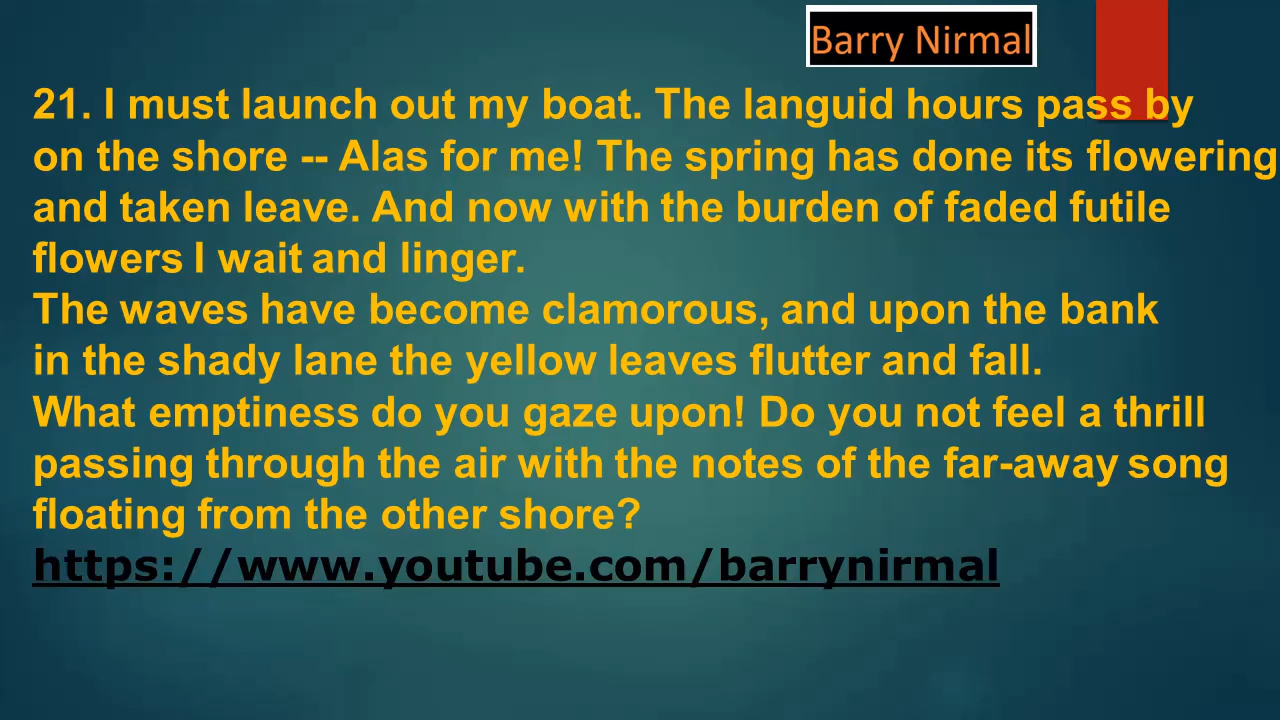 Barry Nirmal
21. I must launch out my boat. The languid hours pass by
on the shore -- Alas for me! The spring has done its flowering
and taken leave. And now with the burden of faded futile
flowers I wait and linger.
The waves have become clamorous, and upon the bank
in the shady lane the yellow leaves flutter and fall.
What emptiness do you gaze upon! Do you not feel a thrill
passing through the air with the notes of the far-away song
floating from the other shore?
https://www.youtube.com/barrynirmal